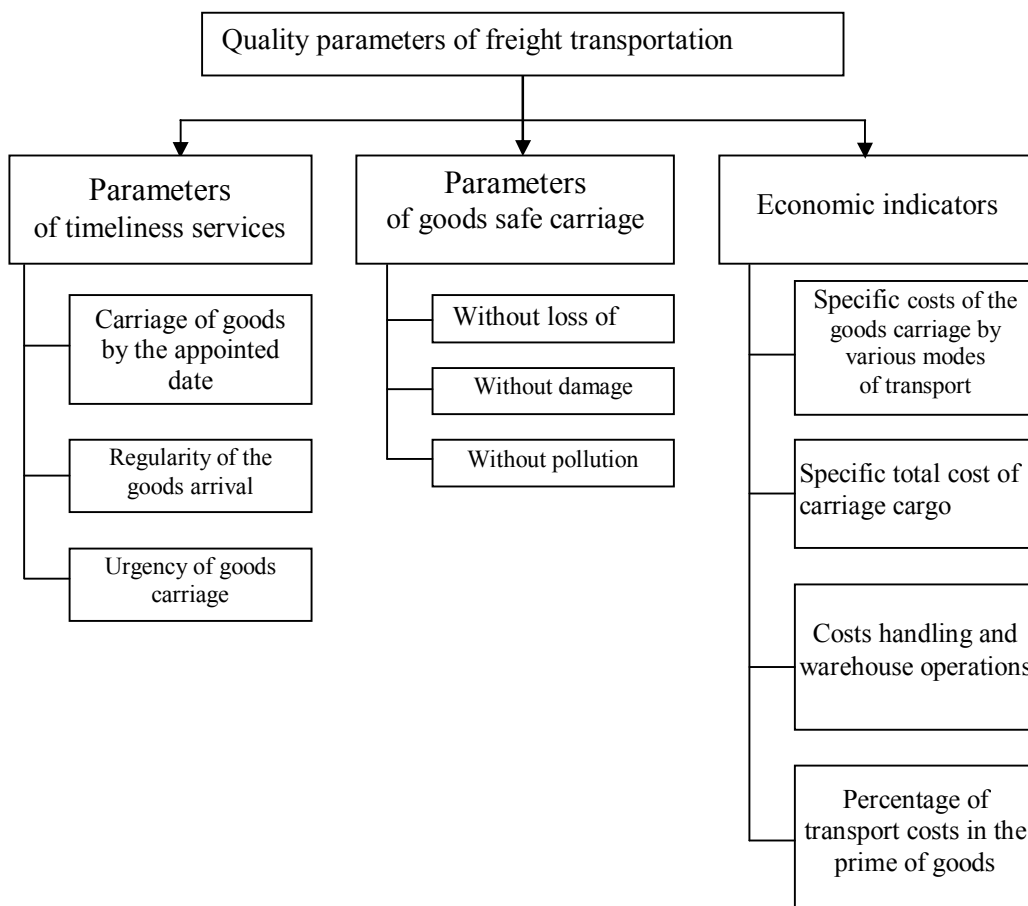 Quality parameters of freight transportation
Parameters
of timeliness services
Carriage of goods
by the appointed
date
Regularity of the
goods arrival
Urgency of goods
carriage
Parameters
of goods safe carriage
Without loss of
Without damage
Without pollution
Economic indicators
Specific costs of the
goods carriage by
various modes
of transport
Specific total cost of
carriage cargo
Costs handling and
warehouse operations
Percentage of
transport costs in the
prime of goods